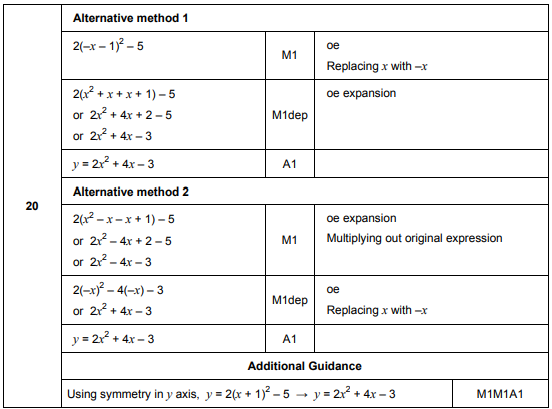 20
Alternative method 1
2(–x – 1)² – 5
M1
oe
Replacing x with –x
2(x² + x + x + 1) – 5
or 2x² + 4x + 2 – 5
or 2x² + 4x – 3
M1dep
oe expansion
y = 2x² + 4x – 3
A1
Alternative method 2
2(x² – x – x + 1) – 5
or 2x² – 4x + 2 – 5
or 2x² – 4x – 3
M1
oe expansion
Multiplying out original expression
2(–x)² – 4(–x) – 3
or 2x² + 4x – 3
M1dep
oe
Replacing x with –x
y = 2x² + 4x – 3
A1
Additional Guidance
Using symmetry in y axis, y = 2(x + 1)² – 5 → y = 2x² + 4x – 3
M1M1A1